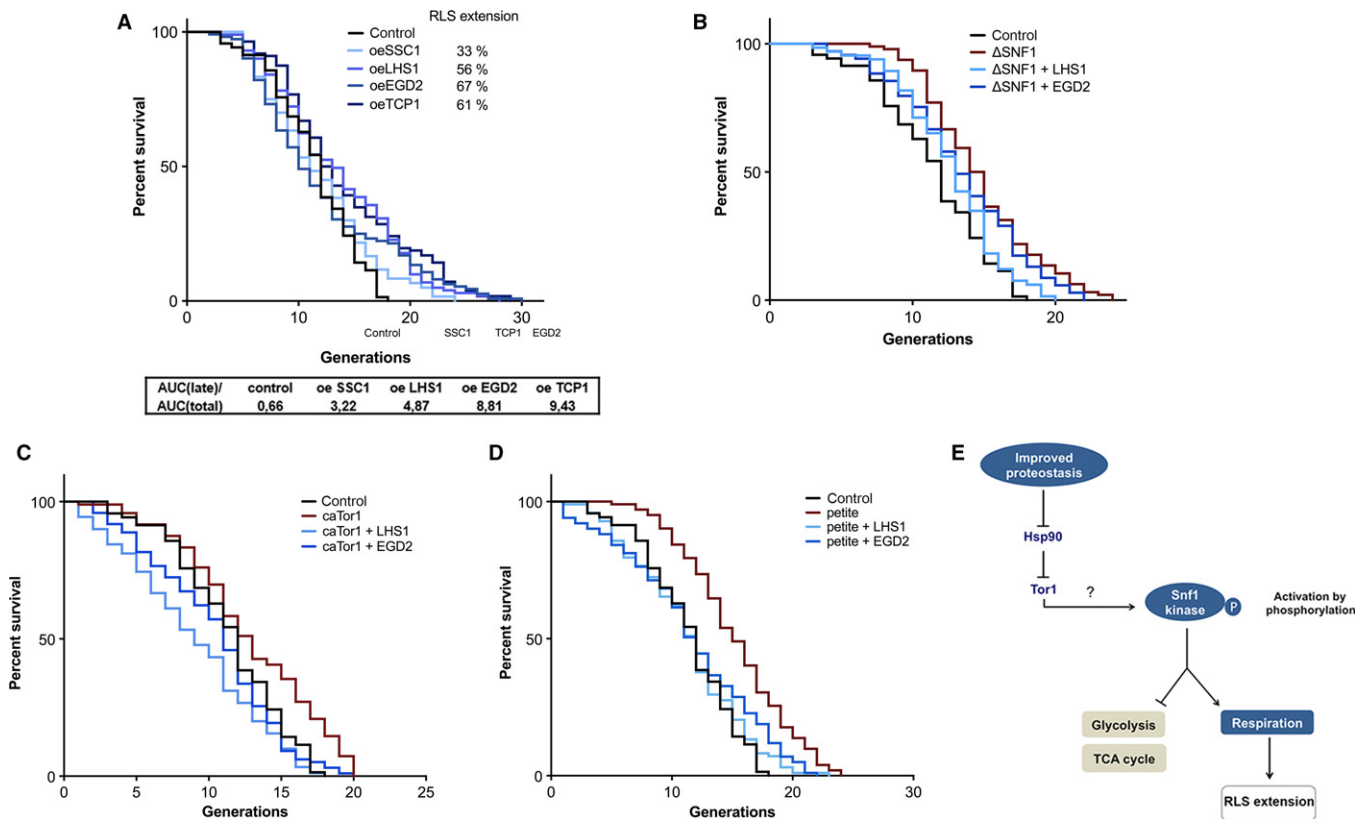 A
RLS extension
Control
oeSSC1 33 %
oeLHS1 56 %
oeEGD2 67 %
oeTCP1 61 %
100
50
0
Percent survival
10 20 30
Control SSC1 TCP1 EGD2
Generations
AUC(late)/ control oe SSC1 oe LHS1 oe EGD2 oe TCP1
AUC(total) 0,66 3,22 4,87 8,81 9,43
B
Control
ΔSNF1
ΔSNF1 + LHS1
ΔSNF1 + EGD2
100
50
0
Percent survival
0 10 20
Generations
C
Control
caTor1
caTor1 + LHS1
caTor1 + EGD2
100
50
0
Percent survival
0 5 10 15 20 25
Generations
D
Control
petite
petite + LHS1
petite + EGD2
100
50
0
Percent survival
0 10 20 30
Generations
E
Improved
proteostasis
Hsp90
Tor1
?
Snf1
kinase
P
Activation by
phosphorylation
Glycolysis
Respiration
TCA cycle
RLS extension